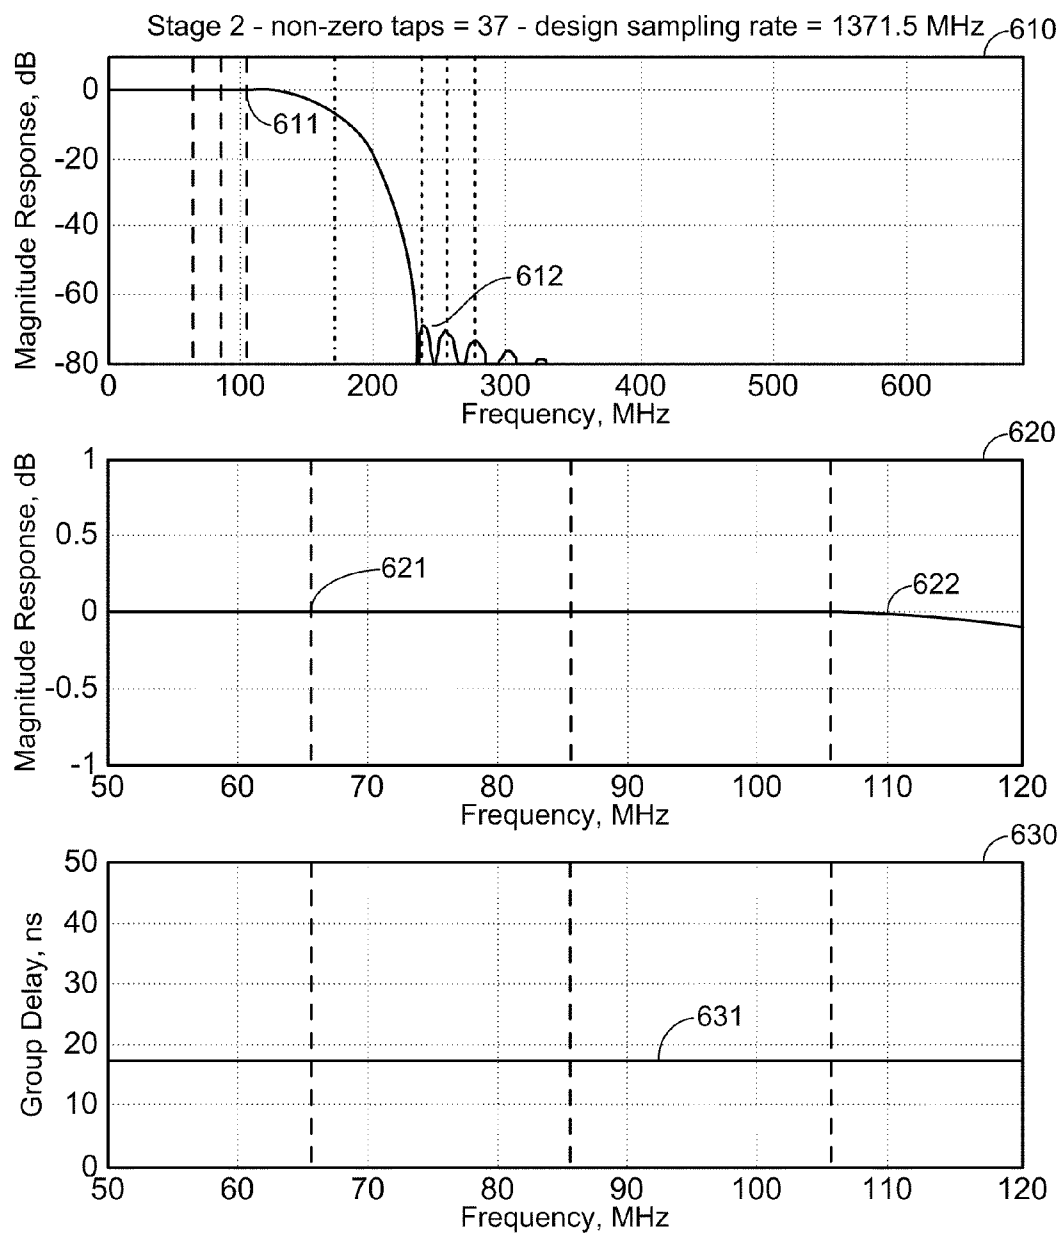 Stage 2 - non-zero taps = 37 - design sampling rate = 1371.5 MHz
610
Magnitude Response, dB
0
-20
-40
-60
-80
611
612
0 100 200 300 400 500 600
Frequency, MHz
620
Magnitude Response, dB
1
0.5
0
-0.5
-1
621
622
50 60 70 80 90 100 110 120
Frequency, MHz
630
Group Delay, ns
50
40
30
20
10
0
631
50 60 70 80 90 100 110 120
Frequency, MHz